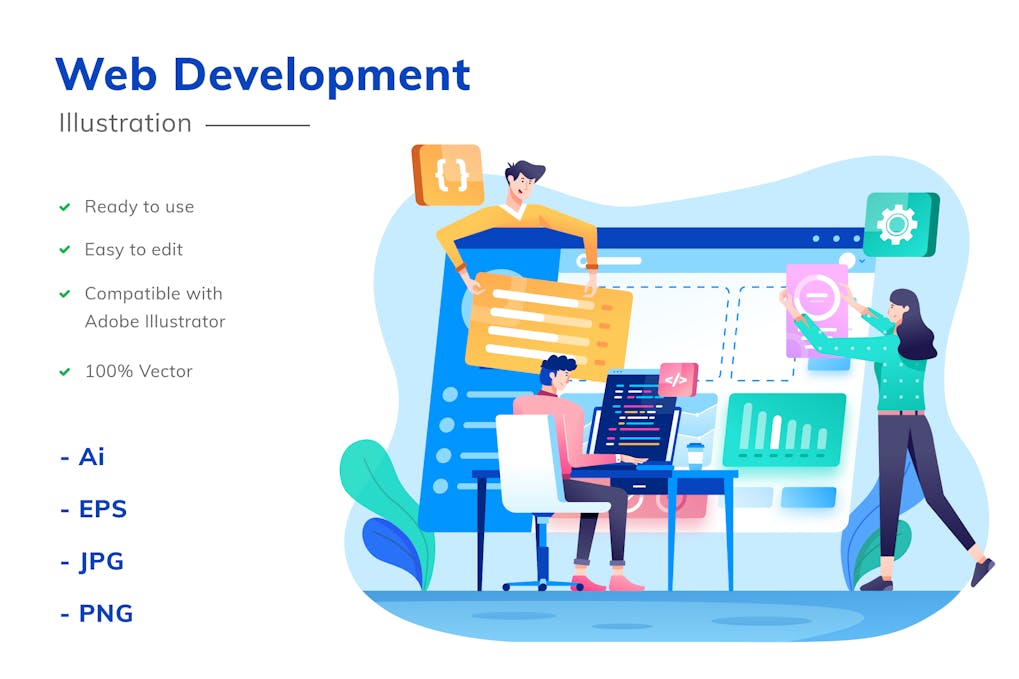 Web Development
Illustration
Ready to use
Easy to edit
Compatible with
Adobe Illustrator
100% Vector
- Ai
- EPS
- JPG
- PNG
{ }
</>